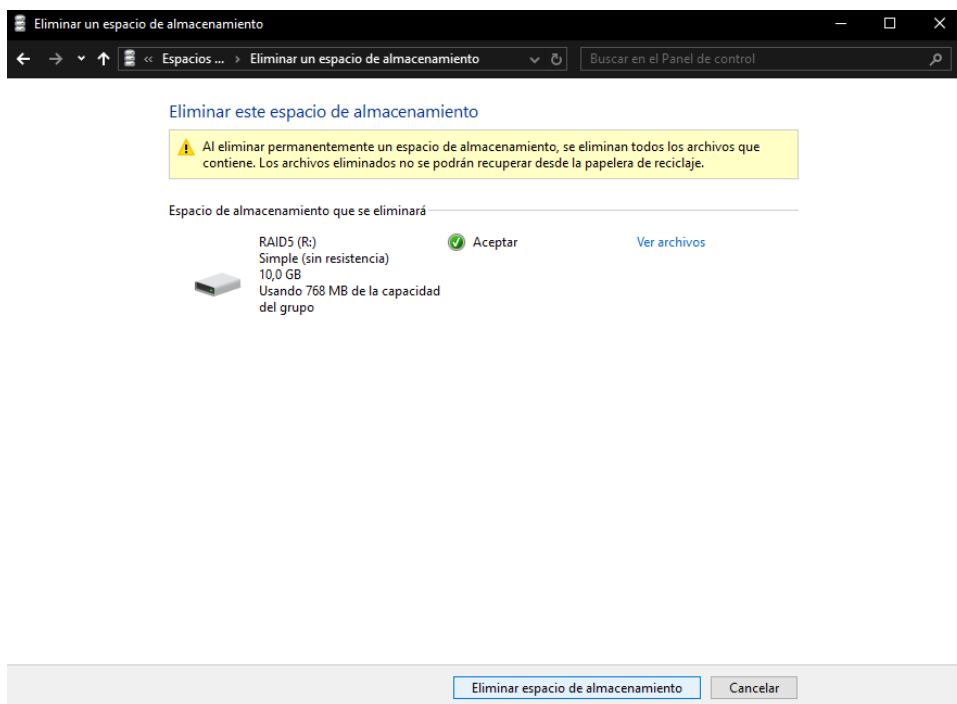 Eliminar un espacio de almacenamiento
« Espacios ... > Eliminar un espacio de almacenamiento
Buscar en el Panel de control
Eliminar este espacio de almacenamiento
Al eliminar permanentemente un espacio de almacenamiento, se eliminan todos los archivos que
contiene. Los archivos eliminados no se podrán recuperar desde la papelera de reciclaje.
Espacio de almacenamiento que se eliminará
RAID5 (R:)
Simple (sin resistencia)
10,0 GB
Usando 768 MB de la capacidad
del grupo
Aceptar
Ver archivos
Eliminar espacio de almacenamiento
Cancelar